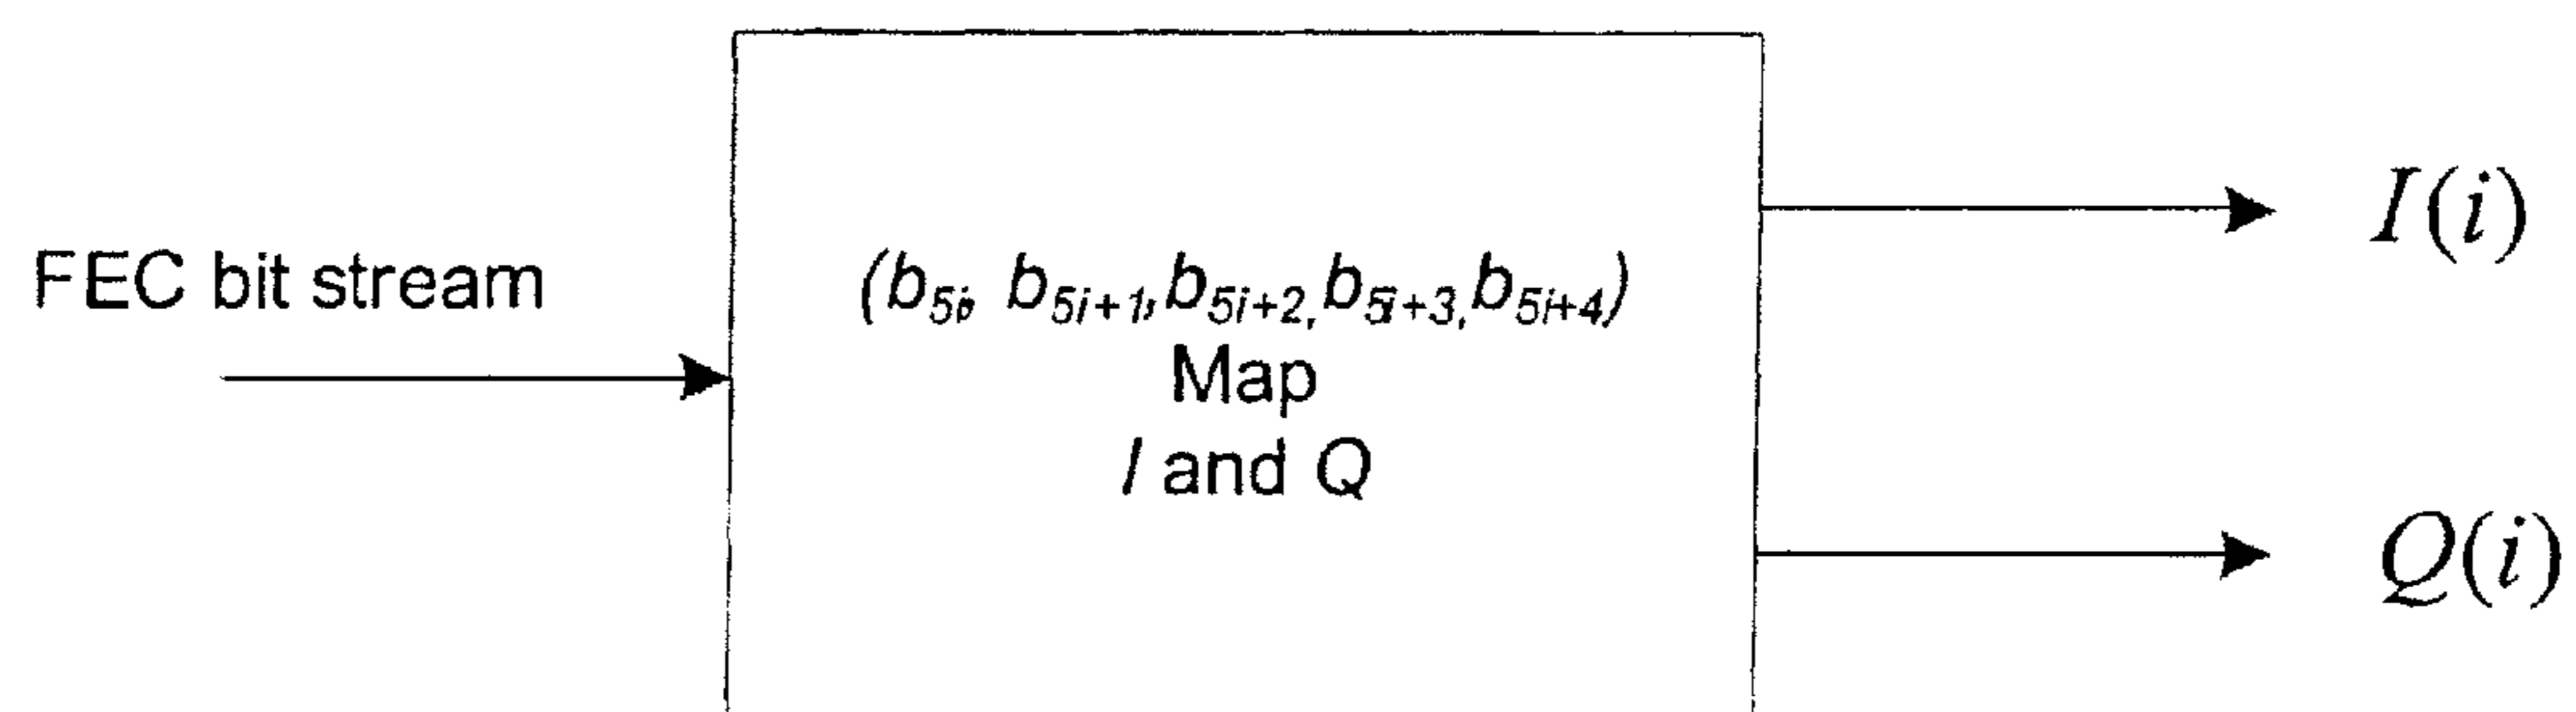 FEC bit stream
(b5i, b5i+1, b5i+2, b5i+3, b5i+4)
Map
I and Q
I(i)
Q(i)